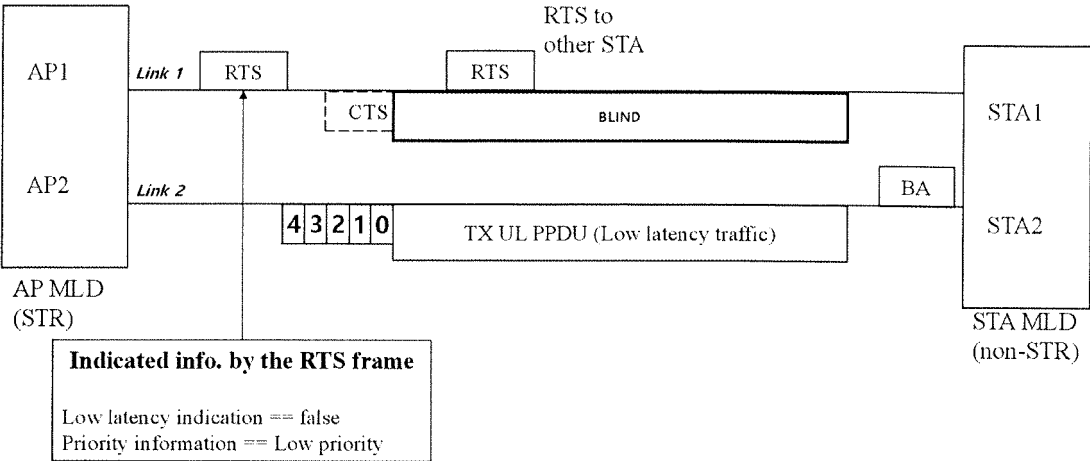 RTS to
other STA
AP1
Link 1
RTS
RTS
CTS
BLIND
STA1
AP2
Link 2
BA
4 3 2 1 0
TX UL PPDU (Low latency traffic)
STA2
AP MLD
(STR)
STA MLD
(non-STR)
Indicated info. by the RTS frame
Low latency indication == false
Priority information == Low priority